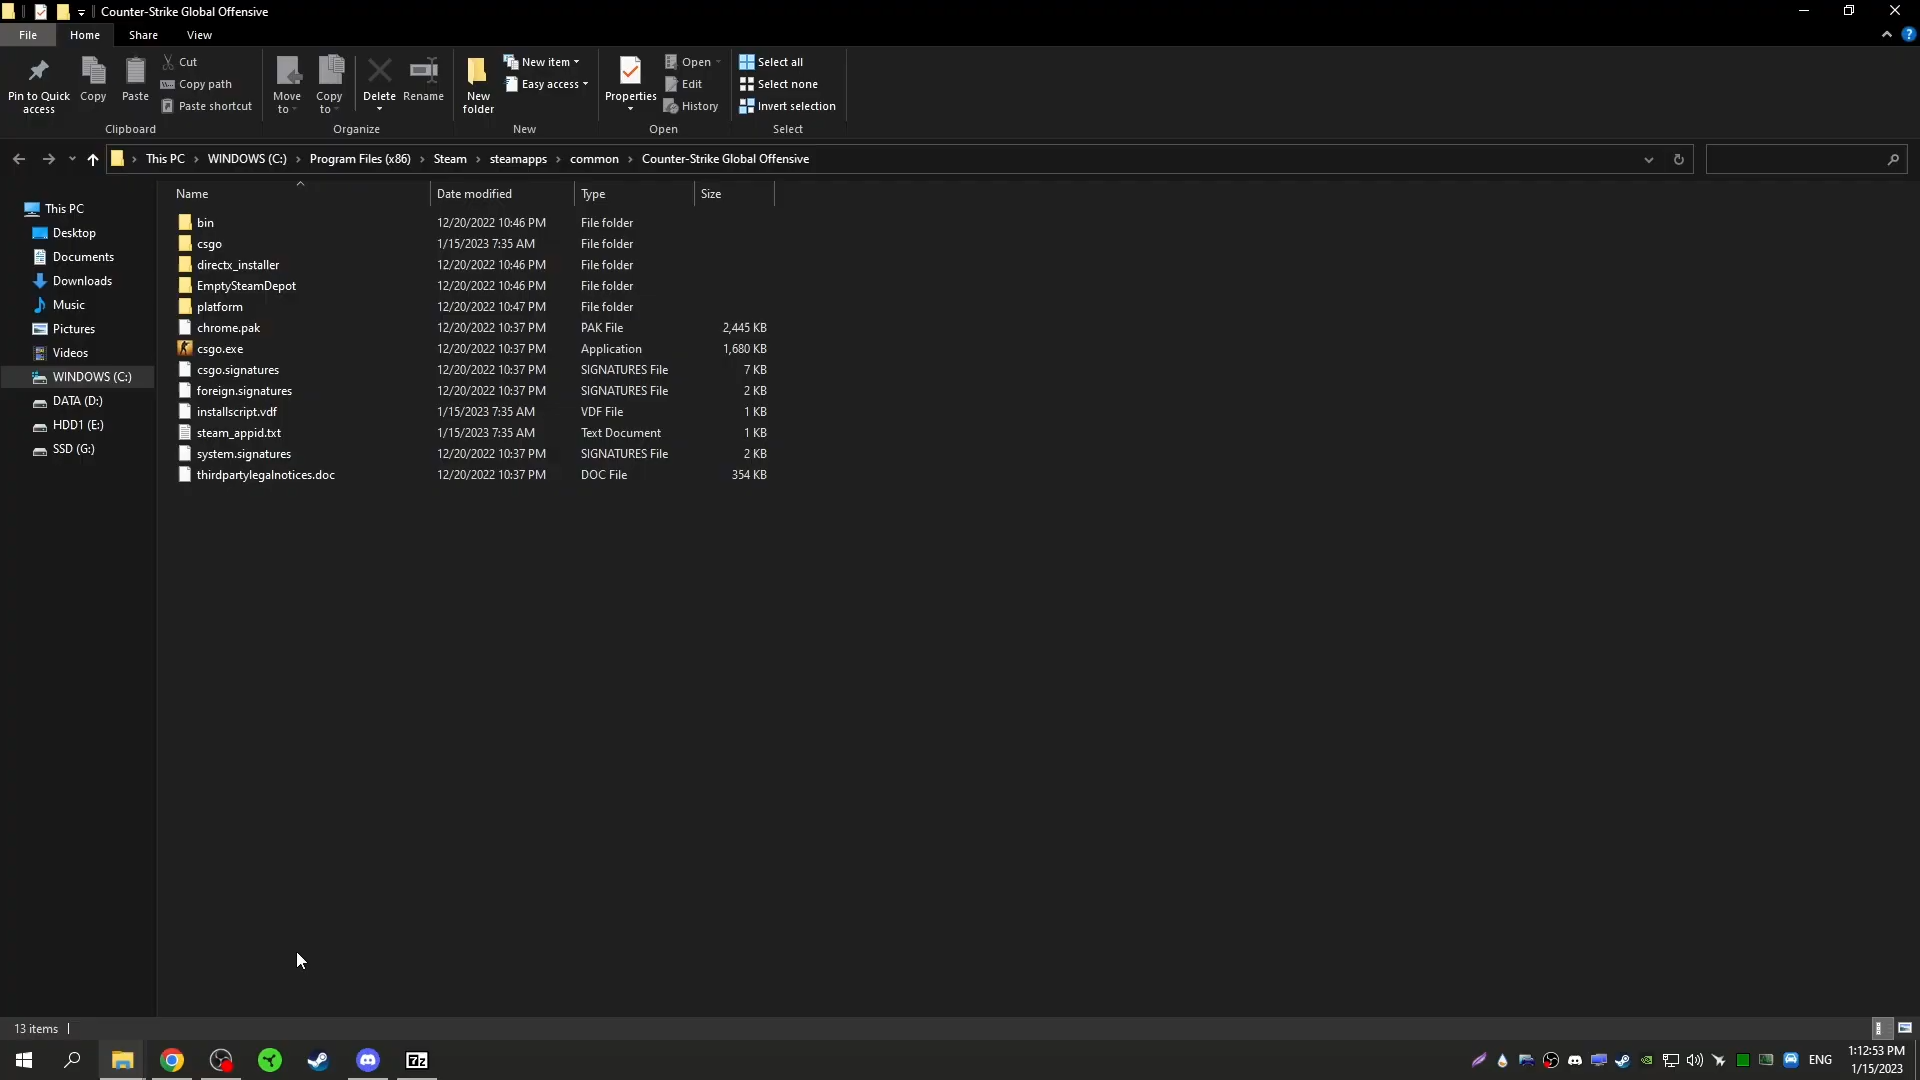 Counter-Strike Global Offensive
File Home Share View
Pin to Quick access
Copy
Paste
Cut
Copy path
Paste shortcut
Clipboard
Move to
Copy to
Delete
Rename
Organize
New folder
New item
Easy access
New
Properties
Open
Edit
History
Open
Select all
Select none
Invert selection
Select
This PC › WINDOWS (C:) › Program Files (x86) › Steam › steamapps › common › Counter-Strike Global Offensive
This PC
Desktop
Documents
Downloads
Music
Pictures
Videos
WINDOWS (C:)
DATA (D:)
HDD1 (E:)
SSD (G:)
Name Date modified Type Size
bin 12/20/2022 10:46 PM File folder
csgo 1/15/2023 7:35 AM File folder
directx_installer 12/20/2022 10:46 PM File folder
EmptySteamDepot 12/20/2022 10:46 PM File folder
platform 12/20/2022 10:47 PM File folder
chrome.pak 12/20/2022 10:37 PM PAK File 2,445 KB
csgo.exe 12/20/2022 10:37 PM Application 1,680 KB
csgo.signatures 12/20/2022 10:37 PM SIGNATURES File 7 KB
foreign.signatures 12/20/2022 10:37 PM SIGNATURES File 2 KB
installscript.vdf 1/15/2023 7:35 AM VDF File 1 KB
steam_appid.txt 1/15/2023 7:35 AM Text Document 1 KB
system.signatures 12/20/2022 10:37 PM SIGNATURES File 2 KB
thirdpartylegalnotices.doc 12/20/2022 10:37 PM DOC File 354 KB
13 items
7z
ENG
1:12:53 PM
1/15/2023